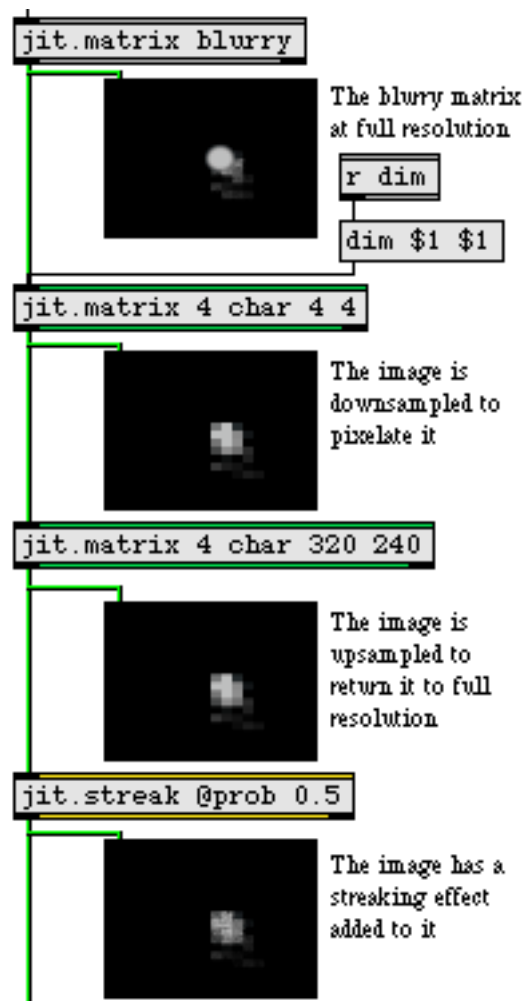 jit.matrix blurry
The blurry matrix
at full resolution
r dim
dim $1 $1
jit.matrix 4 char 4 4
The image is
downsampled to
pixelate it
jit.matrix 4 char 320 240
The image is
upsampled to
return it to full
resolution
jit.streak @prob 0.5
The image has a
streaking effect
added to it